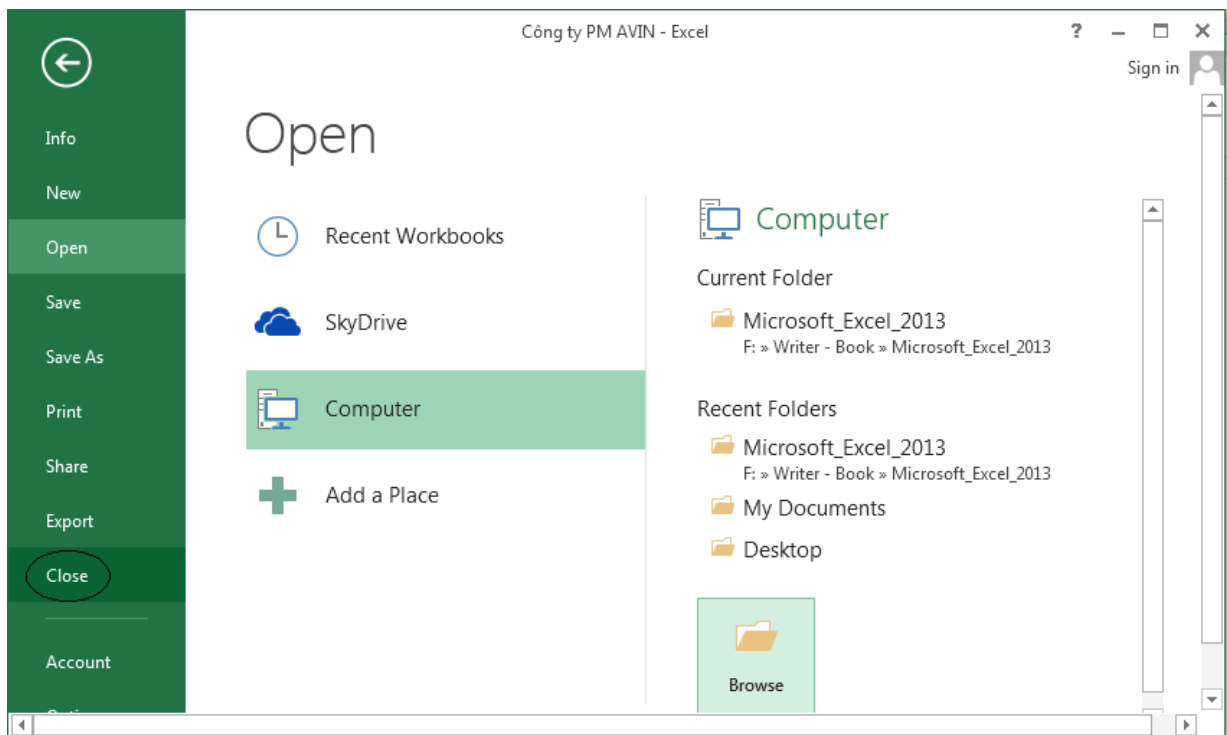 Công ty PM AVIN - Excel
?
Sign in
Info
New
Open
Save
Save As
Print
Share
Export
Close
Account
Open
Recent Workbooks
SkyDrive
Computer
Add a Place
Computer
Current Folder
Microsoft_Excel_2013
F: » Writer - Book » Microsoft_Excel_2013
Recent Folders
Microsoft_Excel_2013
F: » Writer - Book » Microsoft_Excel_2013
My Documents
Desktop
Browse